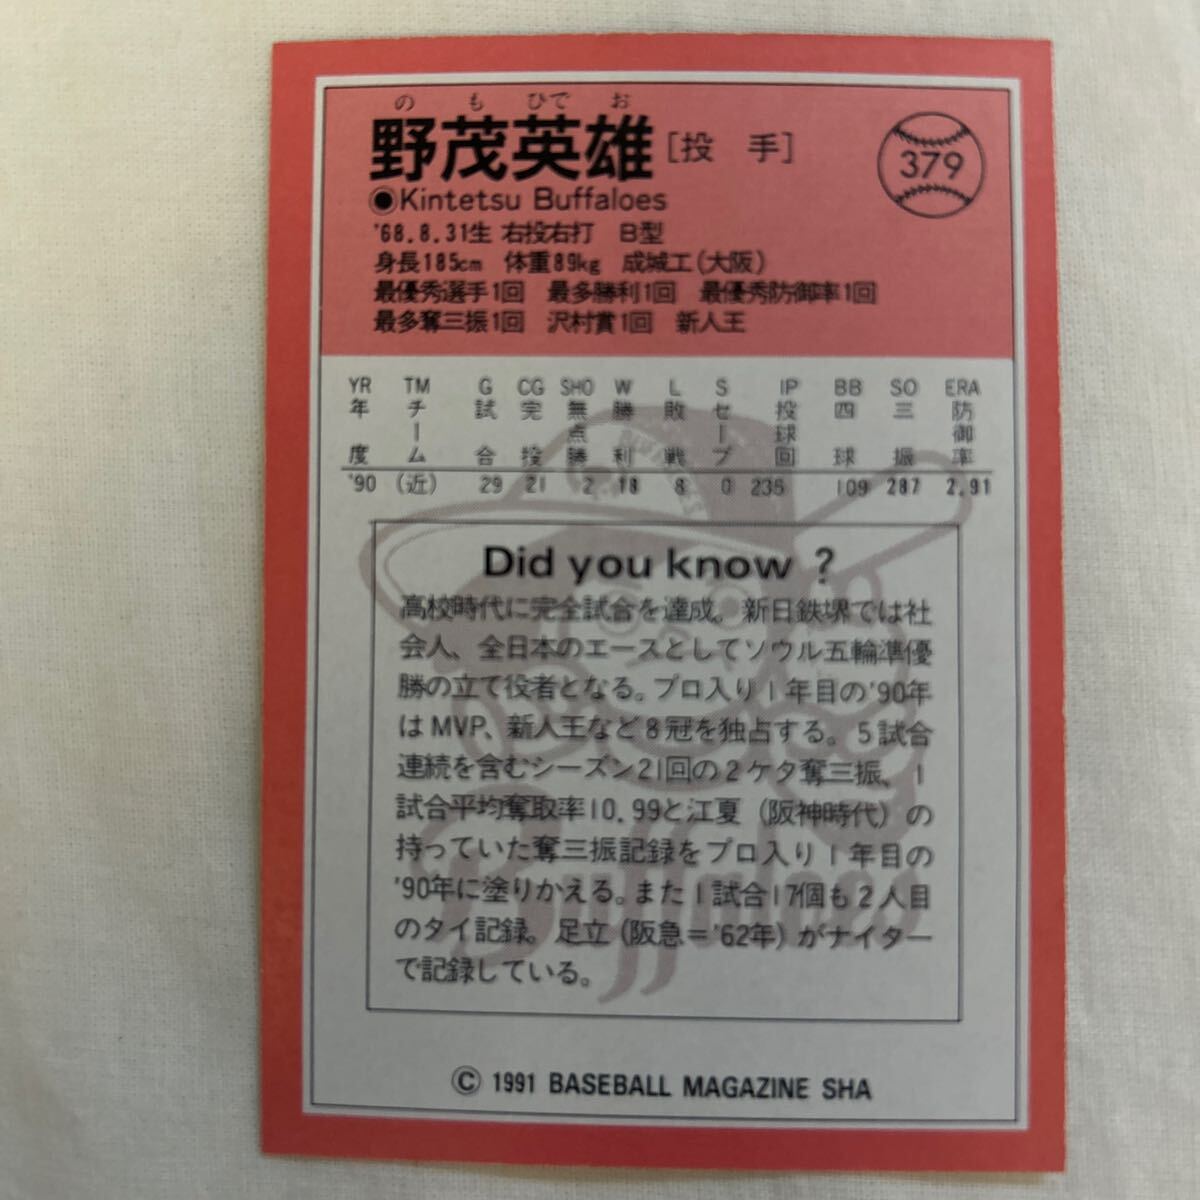 のもひでお
野茂英雄 [投 手]
379
◉Kintetsu Buffaloes
'68.8.31生 右投右打 B型
身長185cm 体重89kg 成城工(大阪)
最優秀選手1回 最多勝利1回 最優秀防御率1回
最多奪三振1回 沢村賞1回 新人王
YR TM G CG SHO W L S IP BB SO ERA
年度 チーム 試合 完投 無点勝 勝利 敗戦 セーブ 投球回 四球 三振 防御率
'90 (近) 29 21 2 18 8 0 235 109 287 2.91
Did you know ?
高校時代に完全試合を達成。新日鉄堺では社
会人、全日本のエースとしてソウル五輪準優
勝の立て役者となる。プロ入り1年目の'90年
は MVP、新人王など8冠を独占する。5試合
連続を含むシーズン21回の2ケタ奪三振、1
試合平均奪取率10.99と江夏(阪神時代)の
持っていた奪三振記録をプロ入り1年目の
'90年に塗りかえる。また1試合17個も2人目
のタイ記録。足立(阪急='62年)がナイター
で記録している。
Buffaloes
© 1991 BASEBALL MAGAZINE SHA